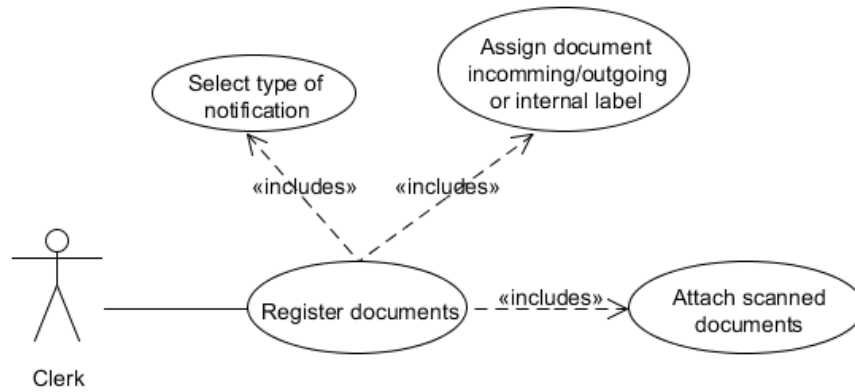 Assign document
incomming/outgoing
or internal label
Select type of
notification
«includes»
«includes»
Register documents
«includes»
Attach scanned
documents
Clerk